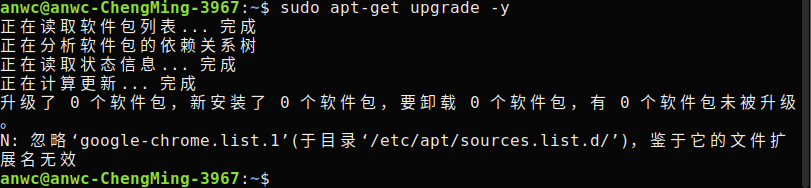 anwc@anwc-ChengMing-3967:~$ sudo apt-get upgrade -y
正在读取软件包列表... 完成
正在分析软件包的依赖关系树
正在读取状态信息... 完成
正在计算更新... 完成
升级了 0 个软件包，新安装了 0 个软件包，要卸载 0 个软件包，有 0 个软件包未被升级
。
N: 忽略‘google-chrome.list.1’(于目录‘/etc/apt/sources.list.d/’)，鉴于它的文件扩
展名无效
anwc@anwc-ChengMing-3967:~$